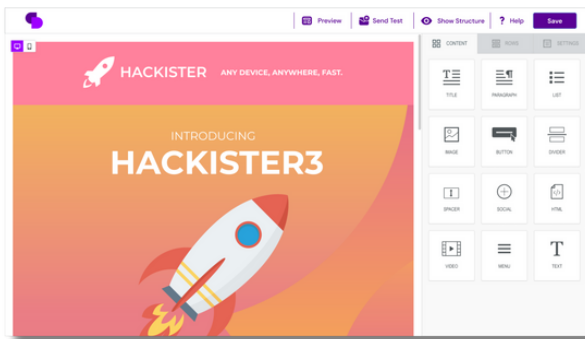 Preview Send Test Show Structure ? Help Save
CONTENT ROWS SETTINGS
HACKISTER ANY DEVICE, ANYWHERE, FAST.
INTRODUCING
HACKISTER3
TITLE PARAGRAPH LIST
IMAGE BUTTON DIVIDER
SPACER SOCIAL HTML
VIDEO MENU TEXT